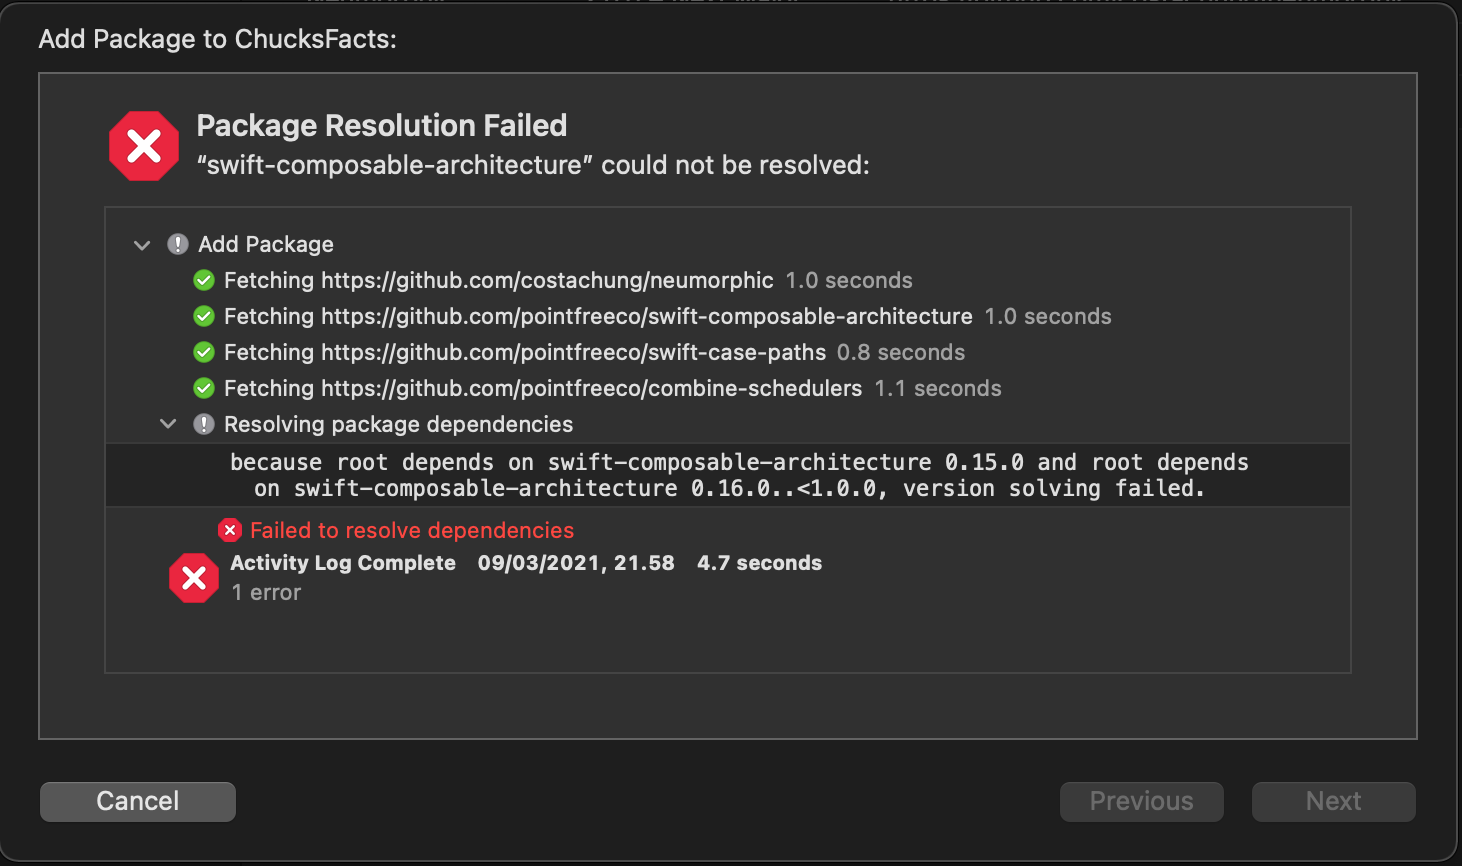 Add Package to ChucksFacts:
Package Resolution Failed
“swift-composable-architecture” could not be resolved:
Add Package
Fetching https://github.com/costachung/neumorphic 1.0 seconds
Fetching https://github.com/pointfreeco/swift-composable-architecture 1.0 seconds
Fetching https://github.com/pointfreeco/swift-case-paths 0.8 seconds
Fetching https://github.com/pointfreeco/combine-schedulers 1.1 seconds
Resolving package dependencies
because root depends on swift-composable-architecture 0.15.0 and root depends
on swift-composable-architecture 0.16.0..<1.0.0, version solving failed.
Failed to resolve dependencies
Activity Log Complete 09/03/2021, 21.58 4.7 seconds
1 error
Cancel Previous Next